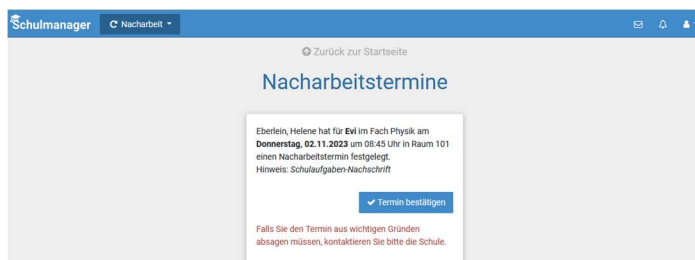 Schulmanager
Nacharbeit
Zurück zur Startseite
Nacharbeitstermine
Eberlein, Helene hat für Evi im Fach Physik am
Donnerstag, 02.11.2023 um 08:45 Uhr in Raum 101
einen Nacharbeitstermin festgelegt.
Hinweis: Schulaufgaben-Nachschrift
Termin bestätigen
Falls Sie den Termin aus wichtigen Gründen
absagen müssen, kontaktieren Sie bitte die Schule.